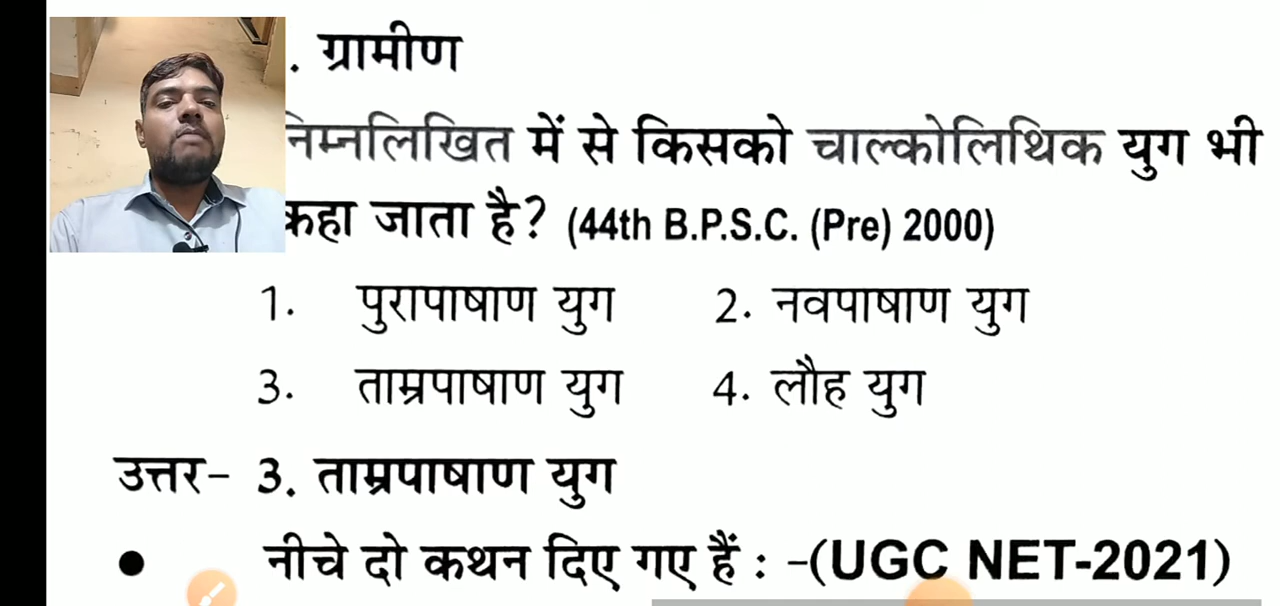 . ग्रामीण
निम्नलिखित में से किसको चाल्कोलिथिक युग भी
कहा जाता है? (44th B.P.S.C. (Pre) 2000)
1. पुरापाषाण युग 2. नवपाषाण युग
3. ताम्रपाषाण युग 4. लौह युग
उत्तर- 3. ताम्रपाषाण युग
● नीचे दो कथन दिए गए हैं : -(UGC NET-2021)